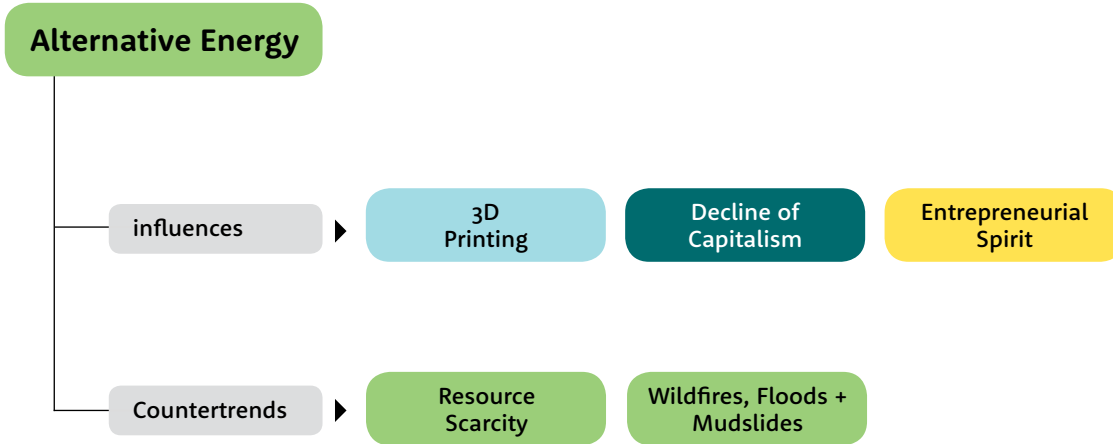 Alternative Energy
influences
3D
Printing
Decline of
Capitalism
Entrepreneurial
Spirit
Countertrends
Resource
Scarcity
Wildfires, Floods +
Mudslides